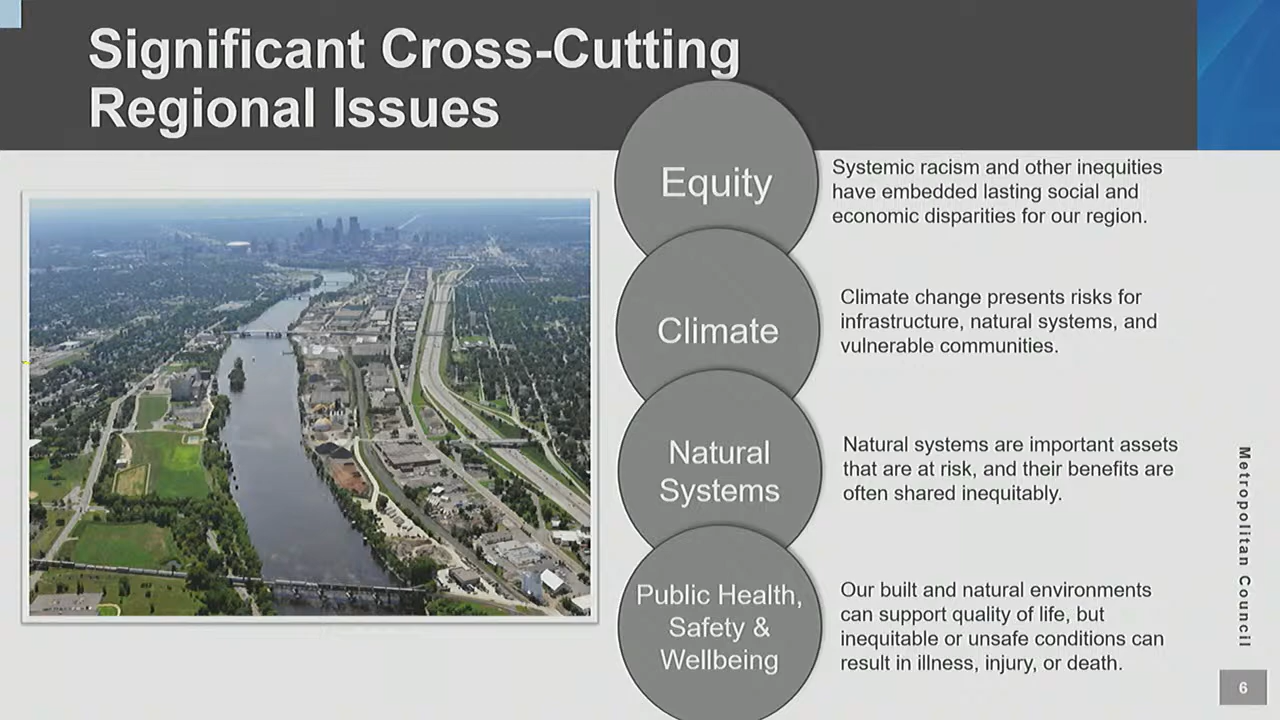 Significant Cross-Cutting
Regional Issues
Equity
Systemic racism and other inequities
have embedded lasting social and
economic disparities for our region.
Climate
Climate change presents risks for
infrastructure, natural systems, and
vulnerable communities.
Natural
Systems
Natural systems are important assets
that are at risk, and their benefits are
often shared inequitably.
Public Health,
Safety &
Wellbeing
Our built and natural environments
can support quality of life, but
inequitable or unsafe conditions can
result in illness, injury, or death.
Metropolitan Council
6